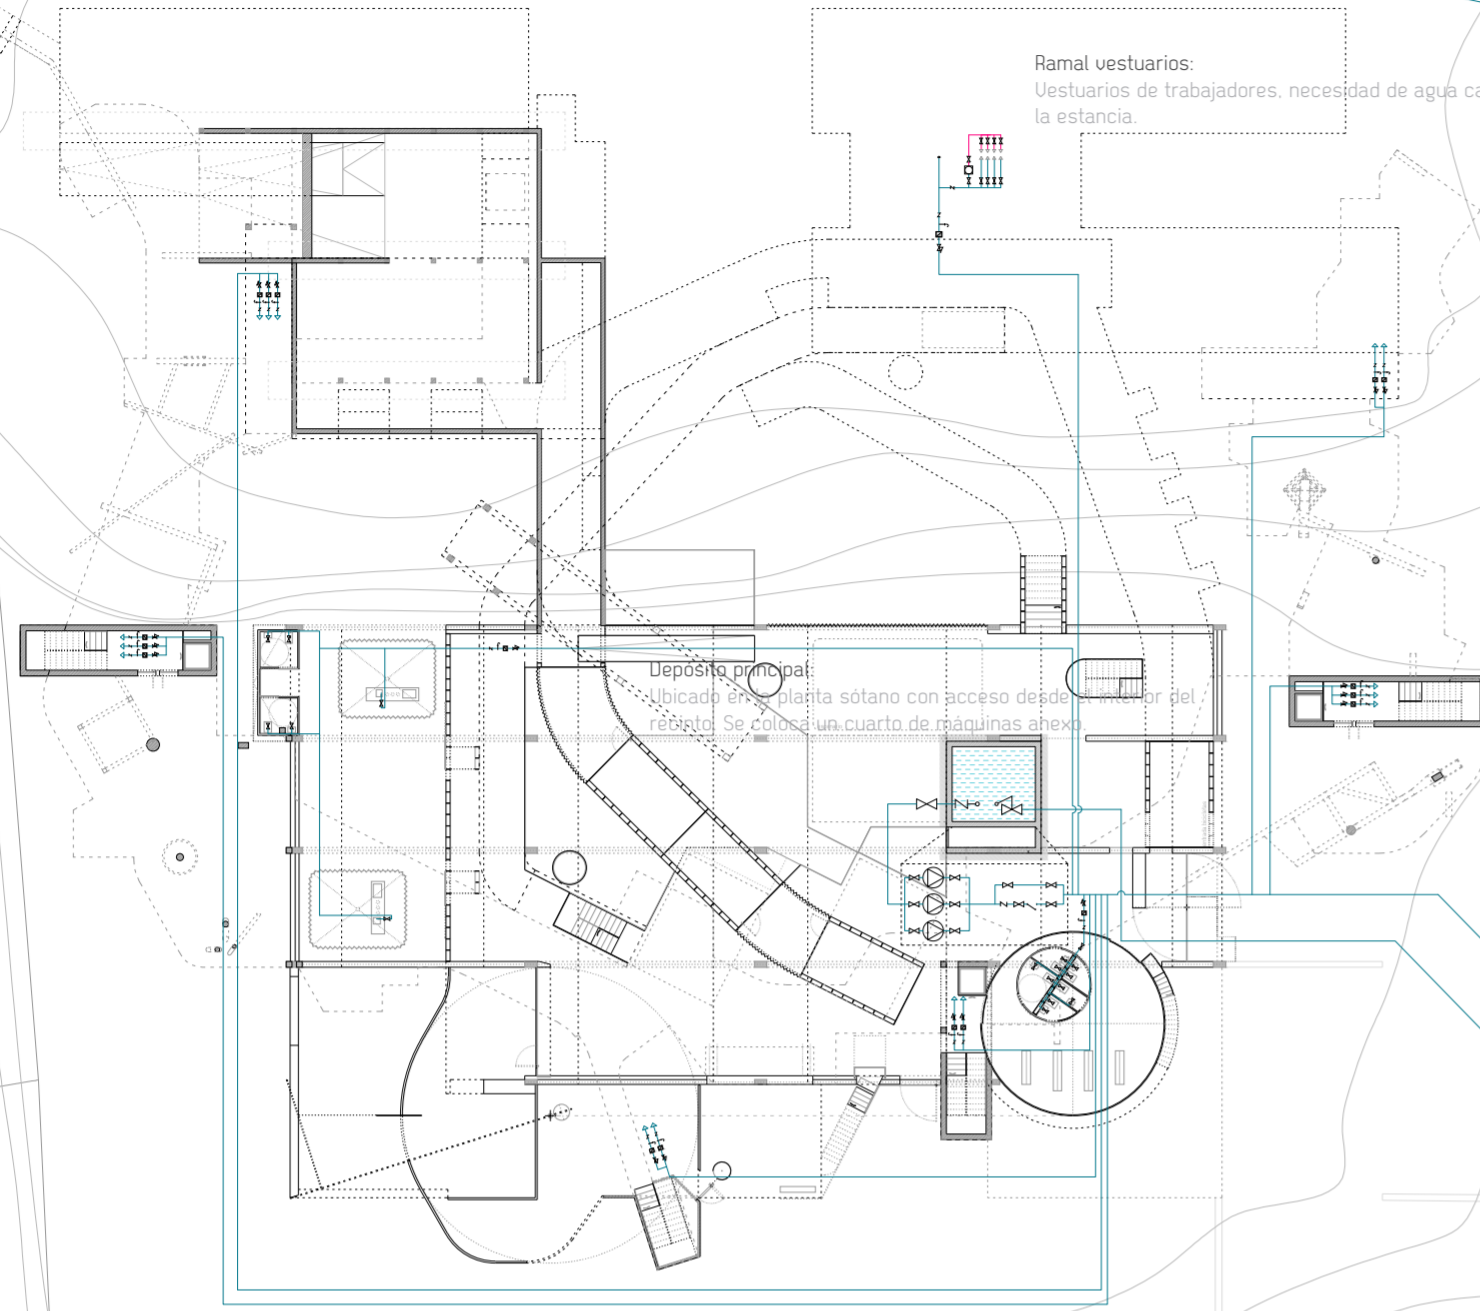 Ramal vestuarios:
Vestuarios de trabajadores, necesidad de agua ca
la estancia.
Depósito principal:
Ubicado en la planta sótano con acceso desde el interior del
recinto. Se coloca un cuarto de máquinas anexo.